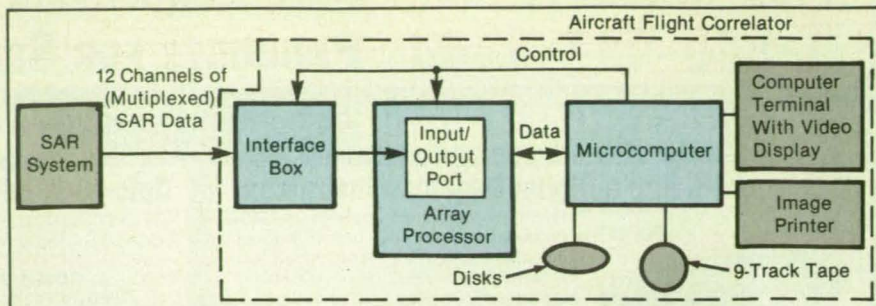 Aircraft Flight Correlator
12 Channels of
(Mutiplexed)
SAR Data
Control
SAR
System
Interface
Box
Input/
Output
Port
Array
Processor
Data
Microcomputer
Computer
Terminal
With Video
Display
Image
Printer
Disks
9-Track Tape